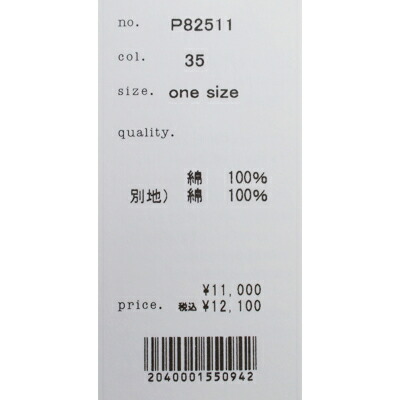 no. P82511
col. 35
size. one size
quality.
綿 100%
別地) 綿 100%
¥11,000
price. 税込 ¥12,100
2040001550942